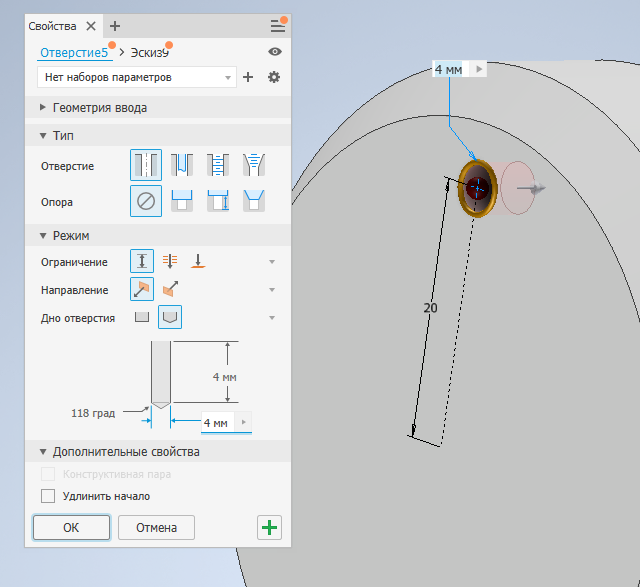 Свойства
Отверстие5 > Эскиз9
Нет наборов параметров
Геометрия ввода
Тип
Отверстие
Опора
Режим
Ограничение
Направление
Дно отверстия
4 мм
118 град
4 мм
Дополнительные свойства
Конструктивная пара
Удлинить начало
ОК
Отмена
4 мм
20